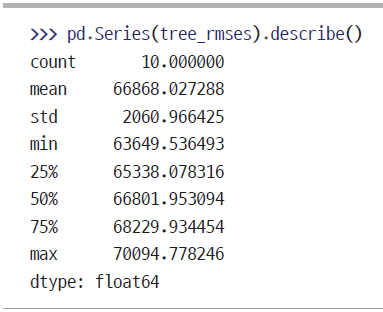 >>> pd.Series(tree_rmses).describe()
count 10.000000
mean 66868.027288
std 2060.966425
min 63649.536493
25% 65338.078316
50% 66801.953094
75% 68229.934454
max 70094.778246
dtype: float64